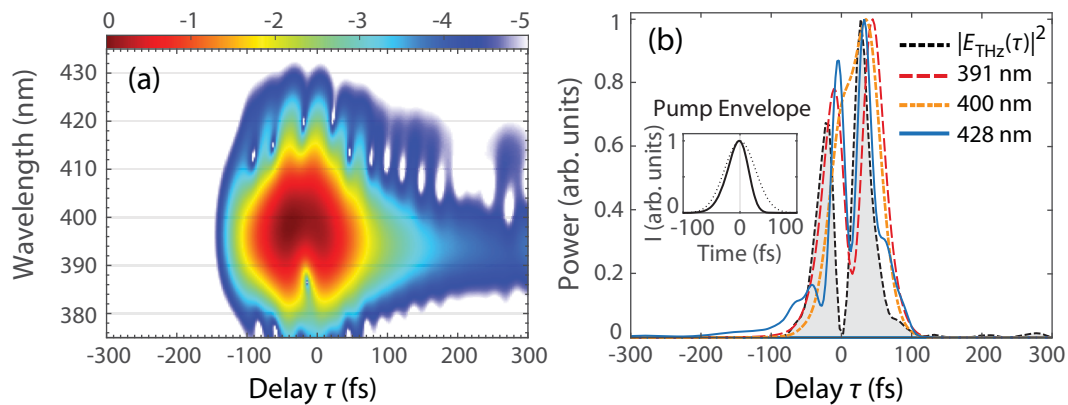 0 -1 -2 -3 -4 -5
(a)
Wavelength (nm)
430
420
410
400
390
380
-300 -200 -100 0 100 200 300
Delay τ (fs)
(b)
Power (arb. units)
1
0.8
0.6
0.4
0.2
0
-300 -200 -100 0 100 200 300
Delay τ (fs)
|E_THz(τ)|²
391 nm
400 nm
428 nm
Pump Envelope
I (arb. units)
1
0
-100 0 100
Time (fs)